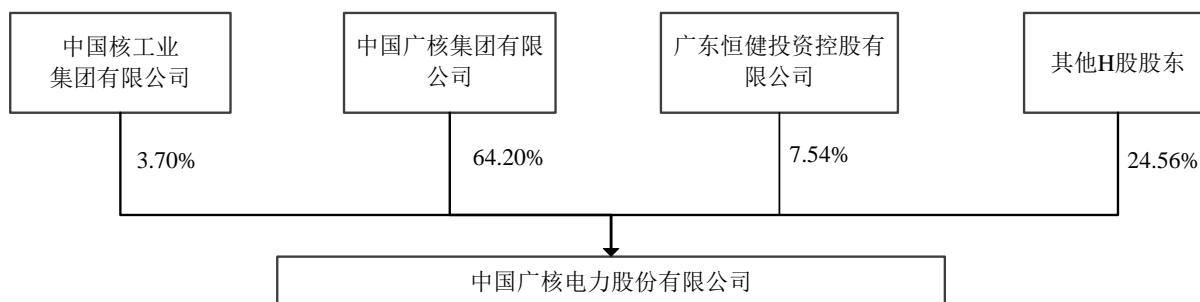 中国核工业
集团有限公司
中国广核集团有限
公司
广东恒健投资控股有
限公司
其他H股股东
3.70%
64.20%
7.54%
24.56%
中国广核电力股份有限公司